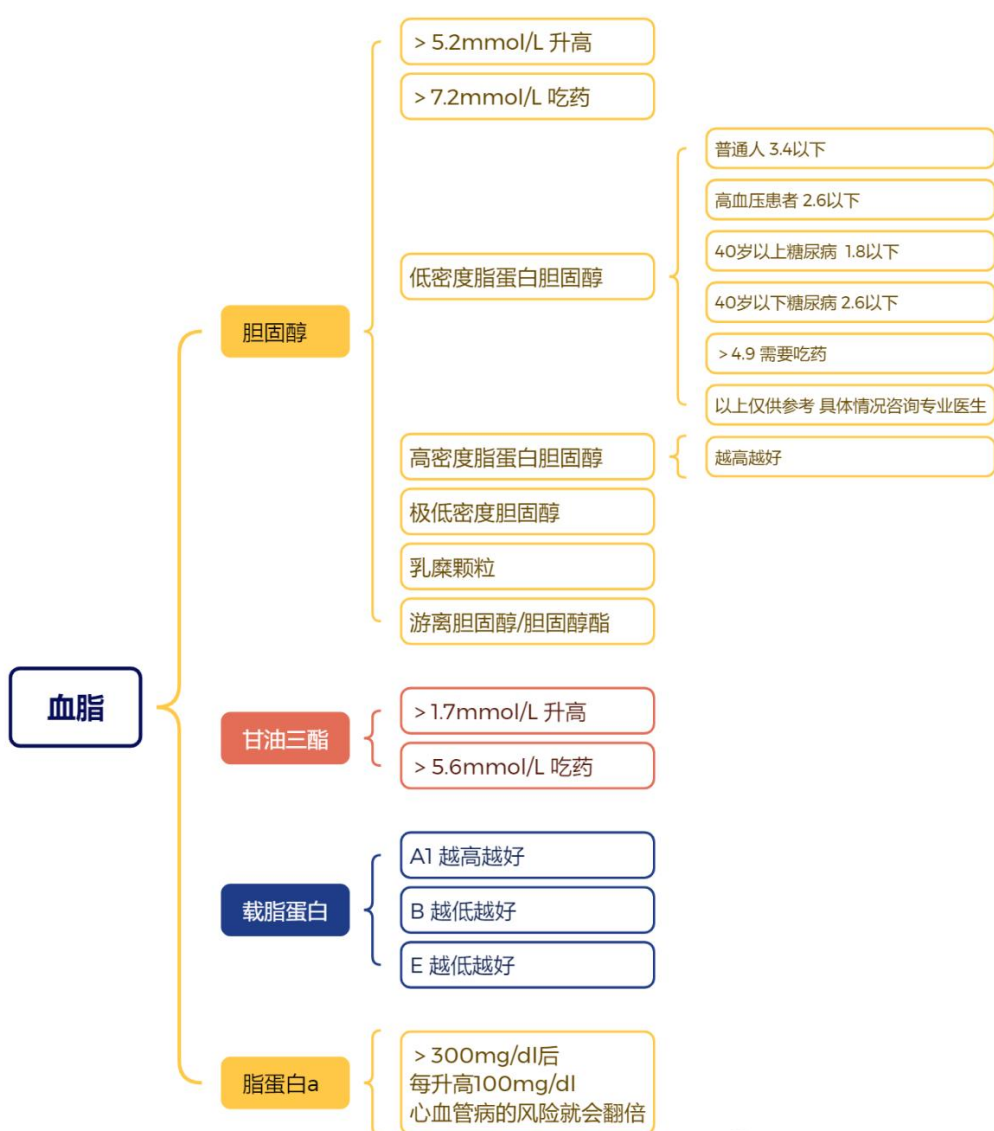 血脂
胆固醇
> 5.2mmol/L 升高
> 7.2mmol/L 吃药
低密度脂蛋白胆固醇
普通人 3.4以下
高血压患者 2.6以下
40岁以上糖尿病 1.8以下
40岁以下糖尿病 2.6以下
> 4.9 需要吃药
以上仅供参考 具体情况咨询专业医生
高密度脂蛋白胆固醇
越高越好
极低密度胆固醇
乳糜颗粒
游离胆固醇/胆固醇酯
甘油三酯
> 1.7mmol/L 升高
> 5.6mmol/L 吃药
载脂蛋白
A1 越高越好
B 越低越好
E 越低越好
脂蛋白a
> 300mg/dl后
每升高100mg/dl
心血管病的风险就会翻倍